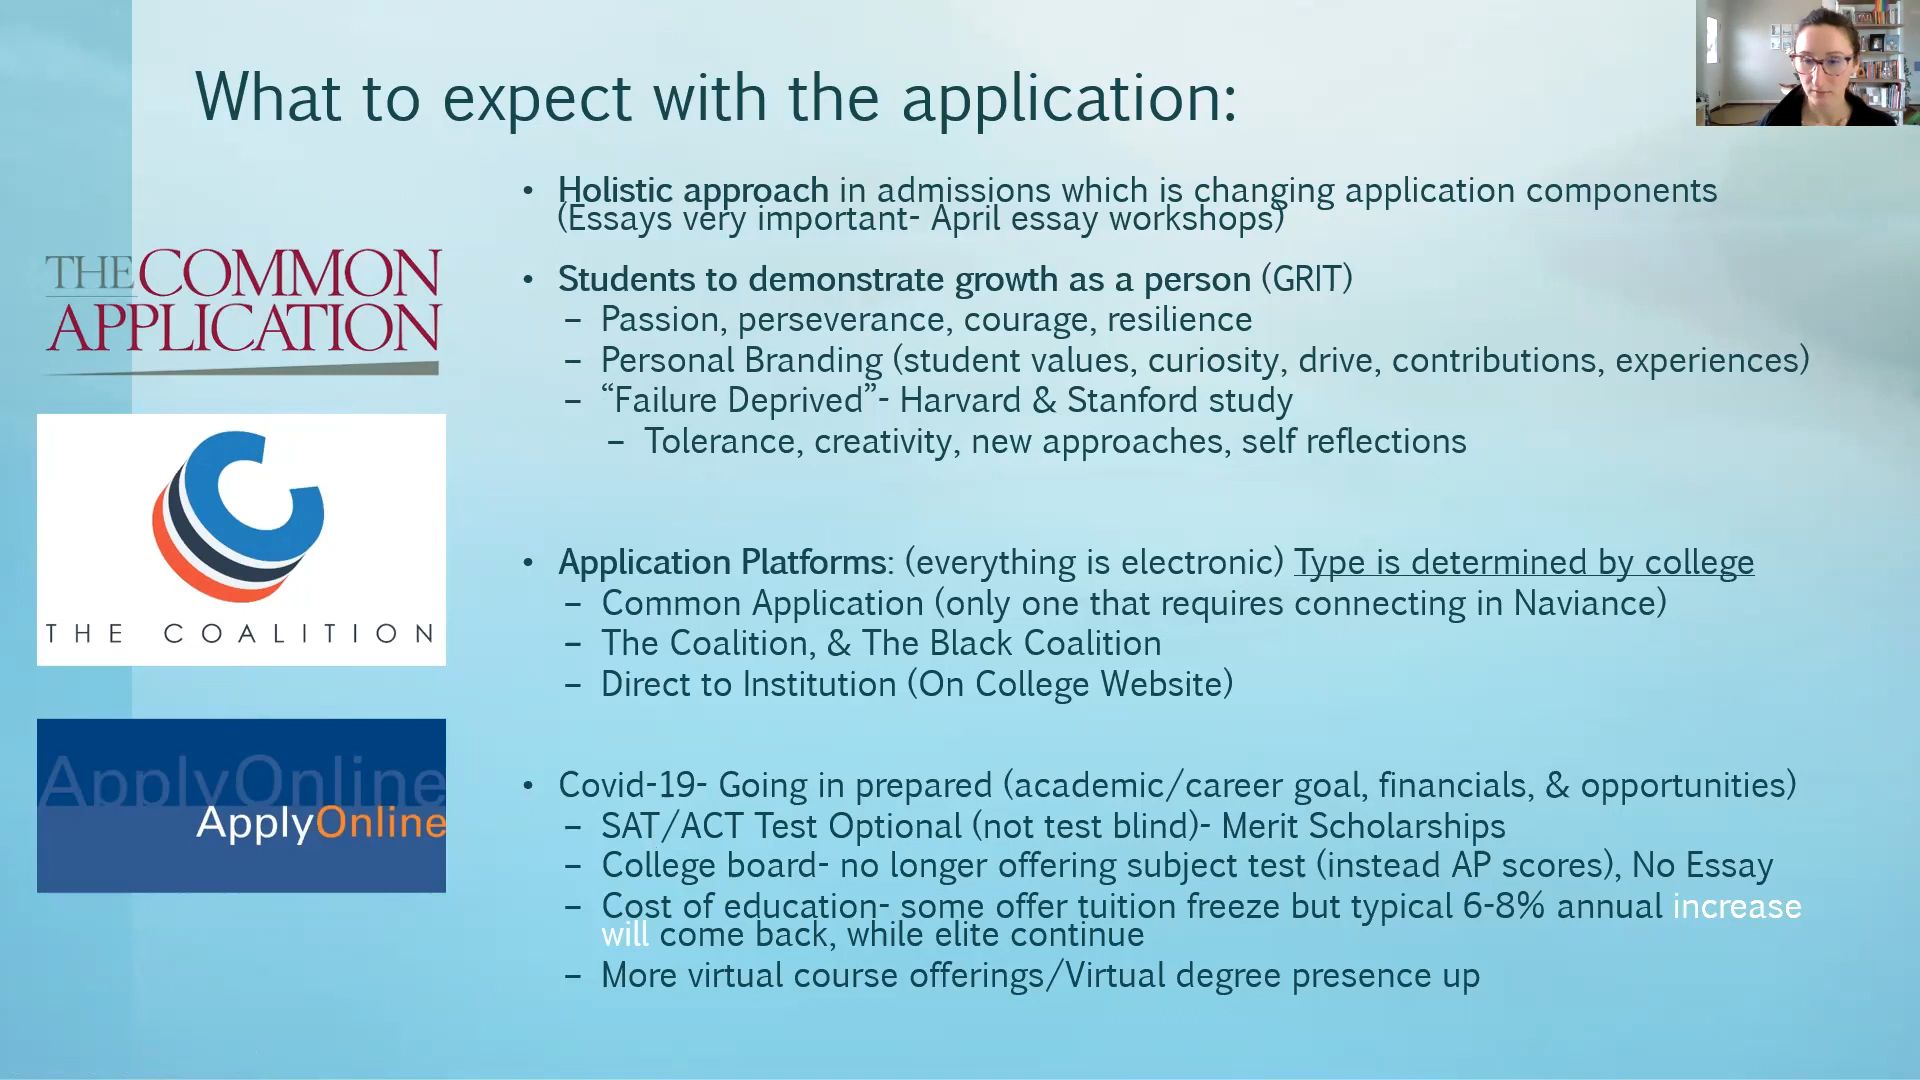 What to expect with the application:
• Holistic approach in admissions which is changing application components
(Essays very important- April essay workshops)
• Students to demonstrate growth as a person (GRIT)
– Passion, perseverance, courage, resilience
– Personal Branding (student values, curiosity, drive, contributions, experiences)
– “Failure Deprived”- Harvard & Stanford study
– Tolerance, creativity, new approaches, self reflections
• Application Platforms: (everything is electronic) Type is determined by college
– Common Application (only one that requires connecting in Naviance)
– The Coalition, & The Black Coalition
– Direct to Institution (On College Website)
• Covid-19- Going in prepared (academic/career goal, financials, & opportunities)
– SAT/ACT Test Optional (not test blind)- Merit Scholarships
– College board- no longer offering subject test (instead AP scores), No Essay
– Cost of education- some offer tuition freeze but typical 6-8% annual increase
will come back, while elite continue
– More virtual course offerings/Virtual degree presence up
THE COMMON
APPLICATION
THE COALITION
ApplyOnline
ApplyOnline